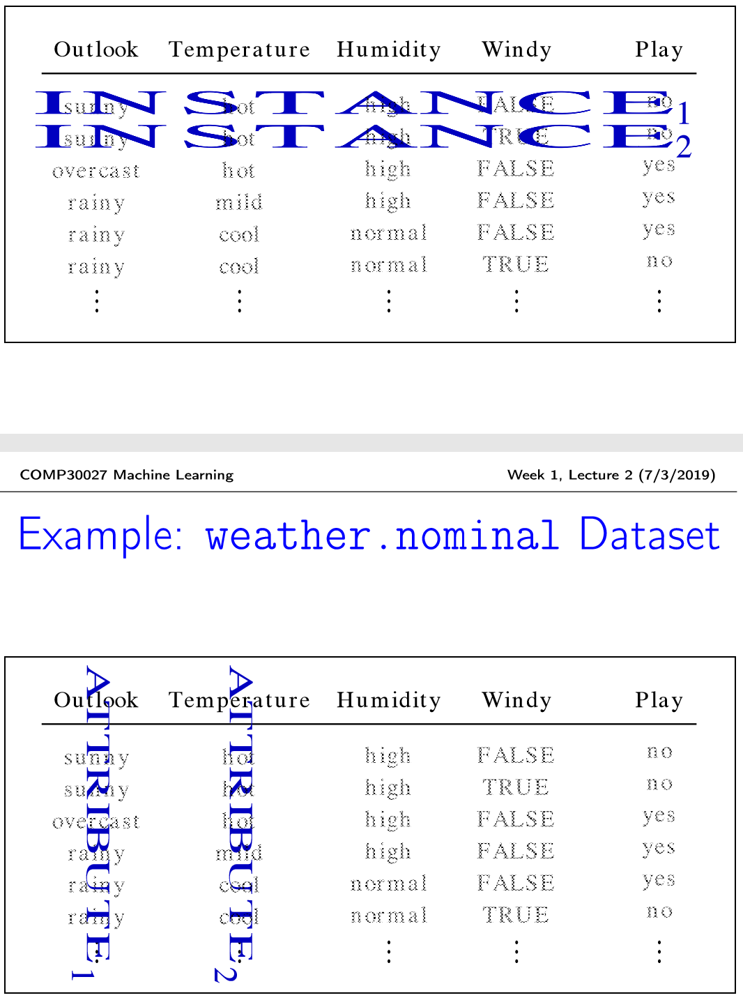 Outlook Temperature Humidity Windy Play
INSTANCE 1
sunny hot high FALSE no
INSTANCE 2
sunny hot high TRUE no
overcast hot high FALSE yes
rainy mild high FALSE yes
rainy cool normal FALSE yes
rainy cool normal TRUE no
⋮ ⋮ ⋮ ⋮ ⋮
COMP30027 Machine Learning Week 1, Lecture 2 (7/3/2019)
Example: weather.nominal Dataset
ATTRIBUTE 1
ATTRIBUTE 2
Outlook Temperature Humidity Windy Play
sunny hot high FALSE no
sunny hot high TRUE no
overcast hot high FALSE yes
rainy mild high FALSE yes
rainy cool normal FALSE yes
rainy cool normal TRUE no
⋮ ⋮ ⋮ ⋮ ⋮